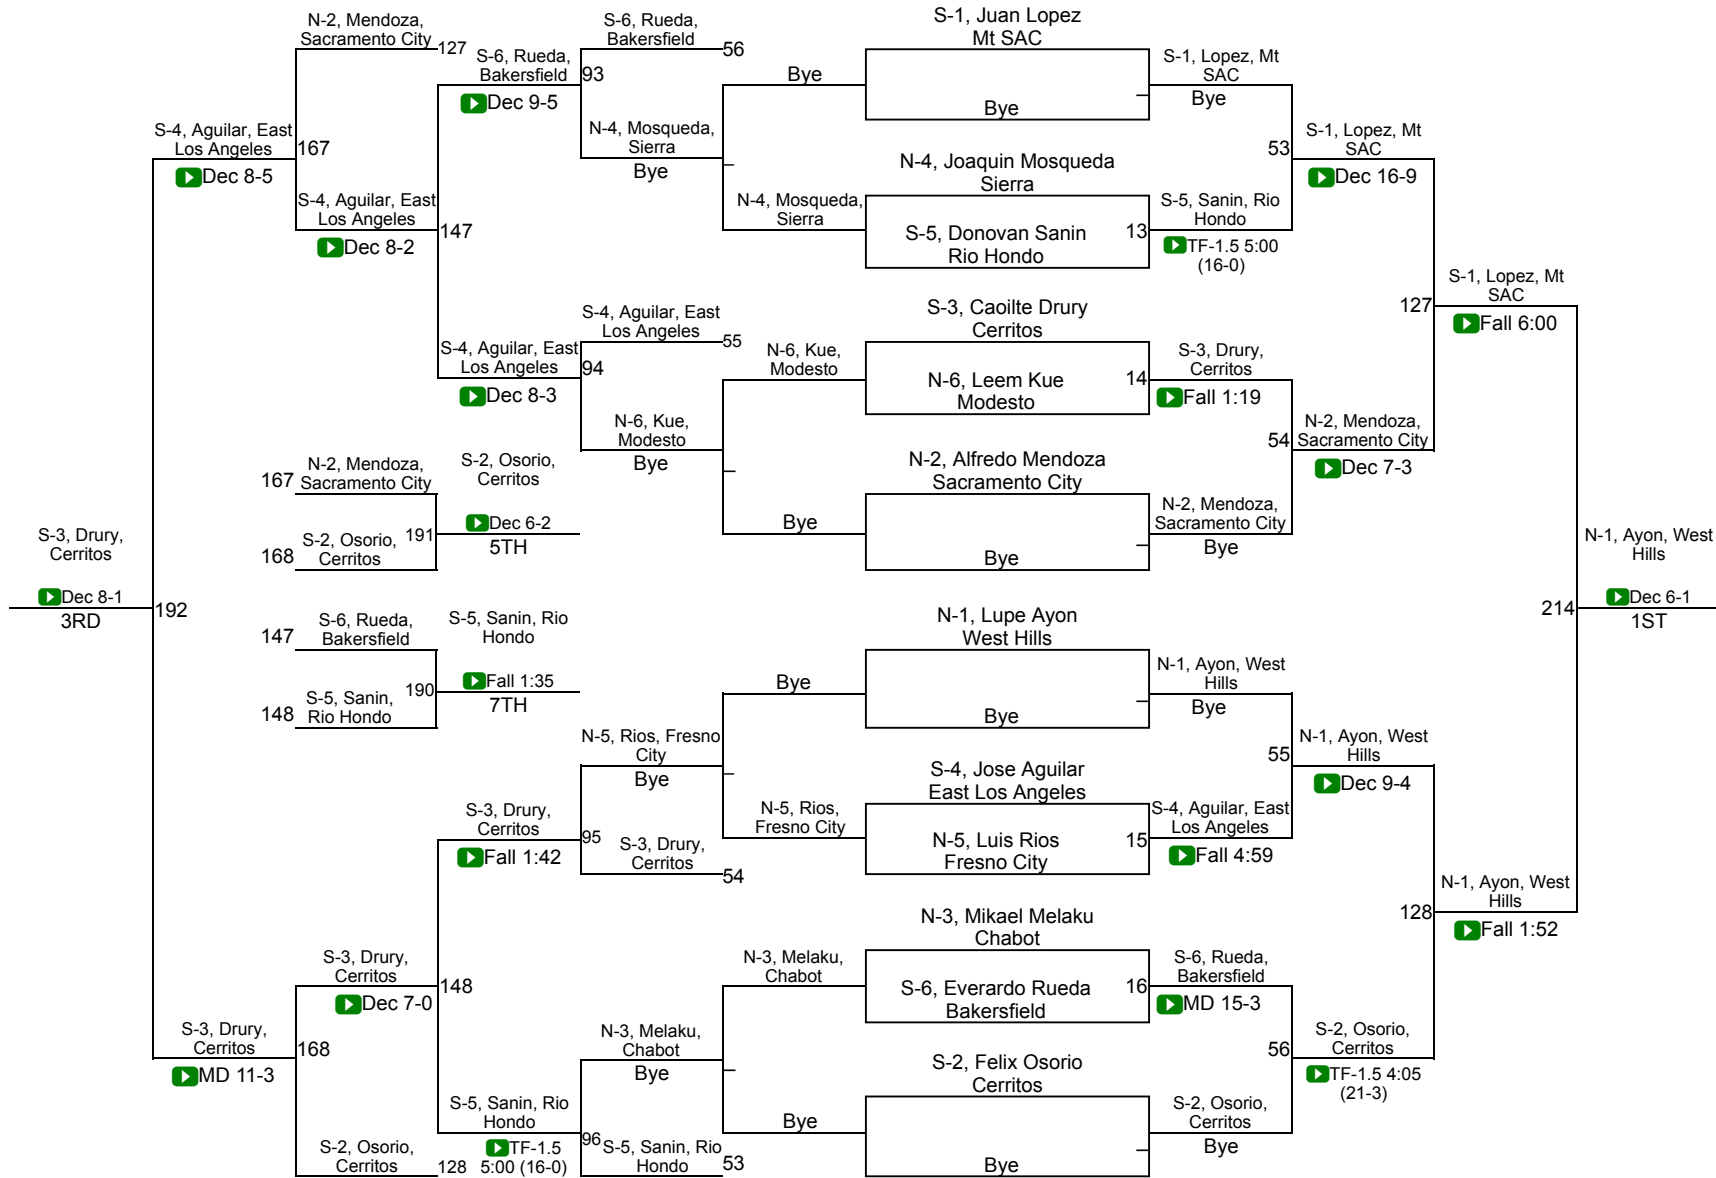 N-2, Mendoza,
Sacramento City
127
S-6, Rueda,
Bakersfield
56
S-1, Juan Lopez
Mt SAC
Bye
S-6, Rueda,
Bakersfield
93
Dec 9-5
Bye
S-1, Lopez, Mt
SAC
Bye
S-4, Aguilar, East
Los Angeles
167
Dec 8-5
N-4, Mosqueda,
Sierra
Bye
N-4, Joaquin Mosqueda
Sierra
53
S-1, Lopez, Mt
SAC
Dec 16-9
S-4, Aguilar, East
Los Angeles
147
Dec 8-2
N-4, Mosqueda,
Sierra
S-5, Donovan Sanin
Rio Hondo
13
S-5, Sanin, Rio
Hondo
TF-1.5 5:00
(16-0)
S-4, Aguilar, East
Los Angeles
55
S-3, Caoilte Drury
Cerritos
127
S-1, Lopez, Mt
SAC
Fall 6:00
S-4, Aguilar, East
Los Angeles
94
Dec 8-3
N-6, Kue,
Modesto
N-6, Leem Kue
Modesto
14
S-3, Drury,
Cerritos
Fall 1:19
N-6, Kue,
Modesto
Bye
54
N-2, Mendoza,
Sacramento City
Dec 7-3
167
N-2, Mendoza,
Sacramento City
S-2, Osorio,
Cerritos
N-2, Alfredo Mendoza
Sacramento City
Bye
S-3, Drury,
Cerritos
168
S-2, Osorio,
Cerritos
191
Dec 6-2
5TH
Bye
N-2, Mendoza,
Sacramento City
Bye
N-1, Ayon, West
Hills
Dec 8-1
3RD
192
214
Dec 6-1
1ST
147
S-6, Rueda,
Bakersfield
S-5, Sanin, Rio
Hondo
N-1, Lupe Ayon
West Hills
Bye
148
S-5, Sanin,
Rio Hondo
190
Fall 1:35
7TH
Bye
N-1, Ayon, West
Hills
Bye
N-5, Rios, Fresno
City
Bye
S-4, Jose Aguilar
East Los Angeles
55
N-1, Ayon, West
Hills
Dec 9-4
S-3, Drury,
Cerritos
95
Fall 1:42
S-3, Drury,
Cerritos
54
N-5, Rios,
Fresno City
N-5, Luis Rios
Fresno City
15
S-4, Aguilar, East
Los Angeles
Fall 4:59
N-3, Mikael Melaku
Chabot
128
N-1, Ayon, West
Hills
Fall 1:52
S-3, Drury,
Cerritos
148
Dec 7-0
N-3, Melaku,
Chabot
S-6, Everardo Rueda
Bakersfield
16
S-6, Rueda,
Bakersfield
MD 15-3
S-3, Drury,
Cerritos
168
MD 11-3
N-3, Melaku,
Chabot
Bye
S-2, Felix Osorio
Cerritos
56
S-2, Osorio,
Cerritos
TF-1.5 4:05
(21-3)
S-5, Sanin, Rio
Hondo
96
TF-1.5
5:00 (16-0)
Bye
S-2, Osorio,
Cerritos
Bye
S-2, Osorio,
Cerritos
128
S-5, Sanin, Rio
Hondo
53
Bye